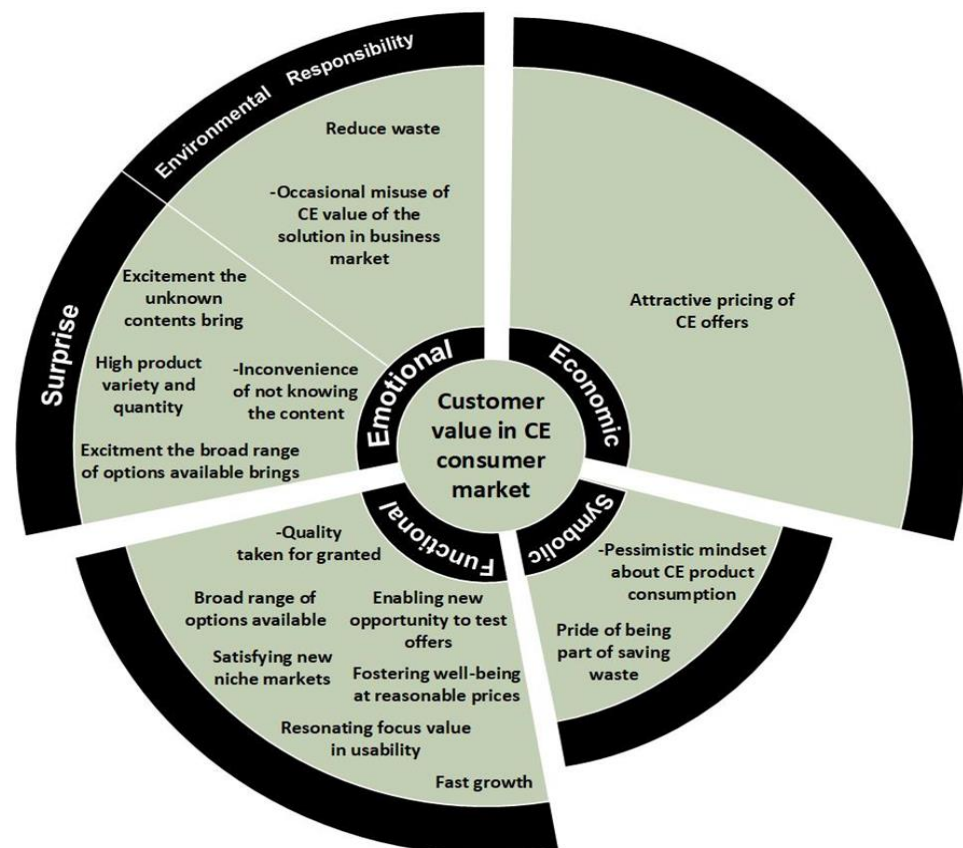 Environmental Responsibility
Reduce waste
-Occasional misuse of
CE value of the
solution in business
market
Surprise
Excitement the
unknown
contents bring
High product
variety and
quantity
-Inconvenience
of not knowing
the content
Excitment the broad range
of options available brings
Emotional
Economic
Attractive pricing of
CE offers
Customer
value in CE
consumer
market
Functional
-Quality
taken for granted
Broad range of
options available
Enabling new
opportunity to test
offers
Satisfying new
niche markets
Fostering well-being
at reasonable prices
Resonating focus value
in usability
Fast growth
Symbolic
-Pessimistic mindset
about CE product
consumption
Pride of being
part of saving
waste